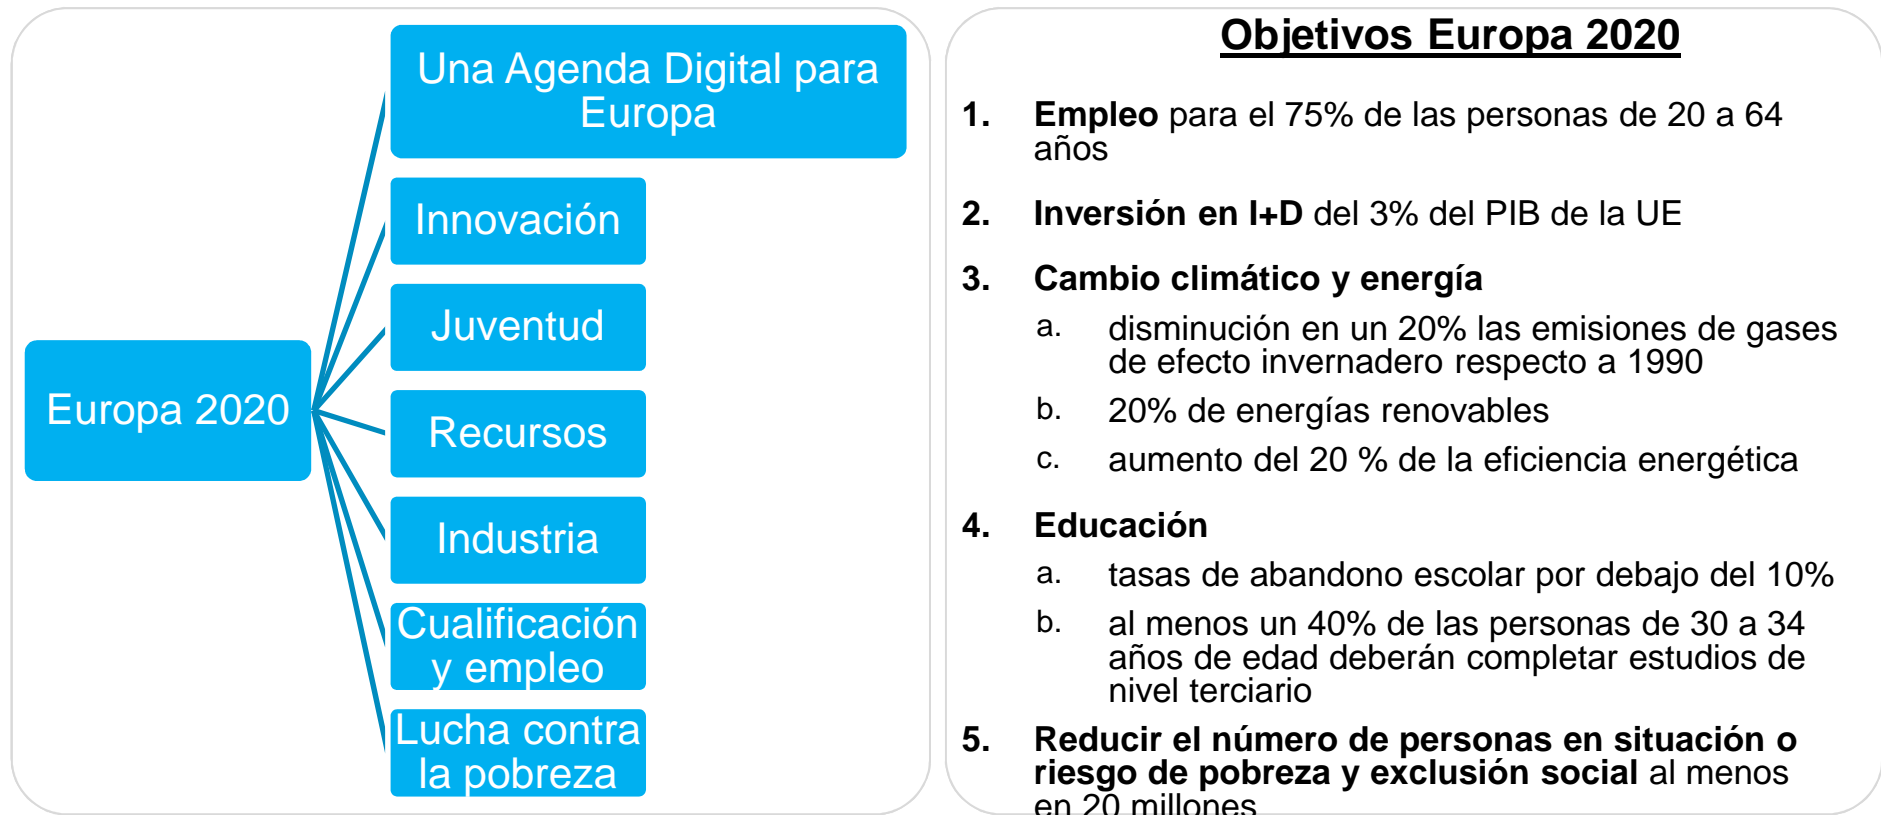 Europa 2020
Una Agenda Digital para
Europa
Innovación
Juventud
Recursos
Industria
Cualificación
y empleo
Lucha contra
la pobreza
Objetivos Europa 2020
1. Empleo para el 75% de las personas de 20 a 64
años
2. Inversión en I+D del 3% del PIB de la UE
3. Cambio climático y energía
a. disminución en un 20% las emisiones de gases
de efecto invernadero respecto a 1990
b. 20% de energías renovables
c. aumento del 20 % de la eficiencia energética
4. Educación
a. tasas de abandono escolar por debajo del 10%
b. al menos un 40% de las personas de 30 a 34
años de edad deberán completar estudios de
nivel terciario
5. Reducir el número de personas en situación o
riesgo de pobreza y exclusión social al menos
en 20 millones